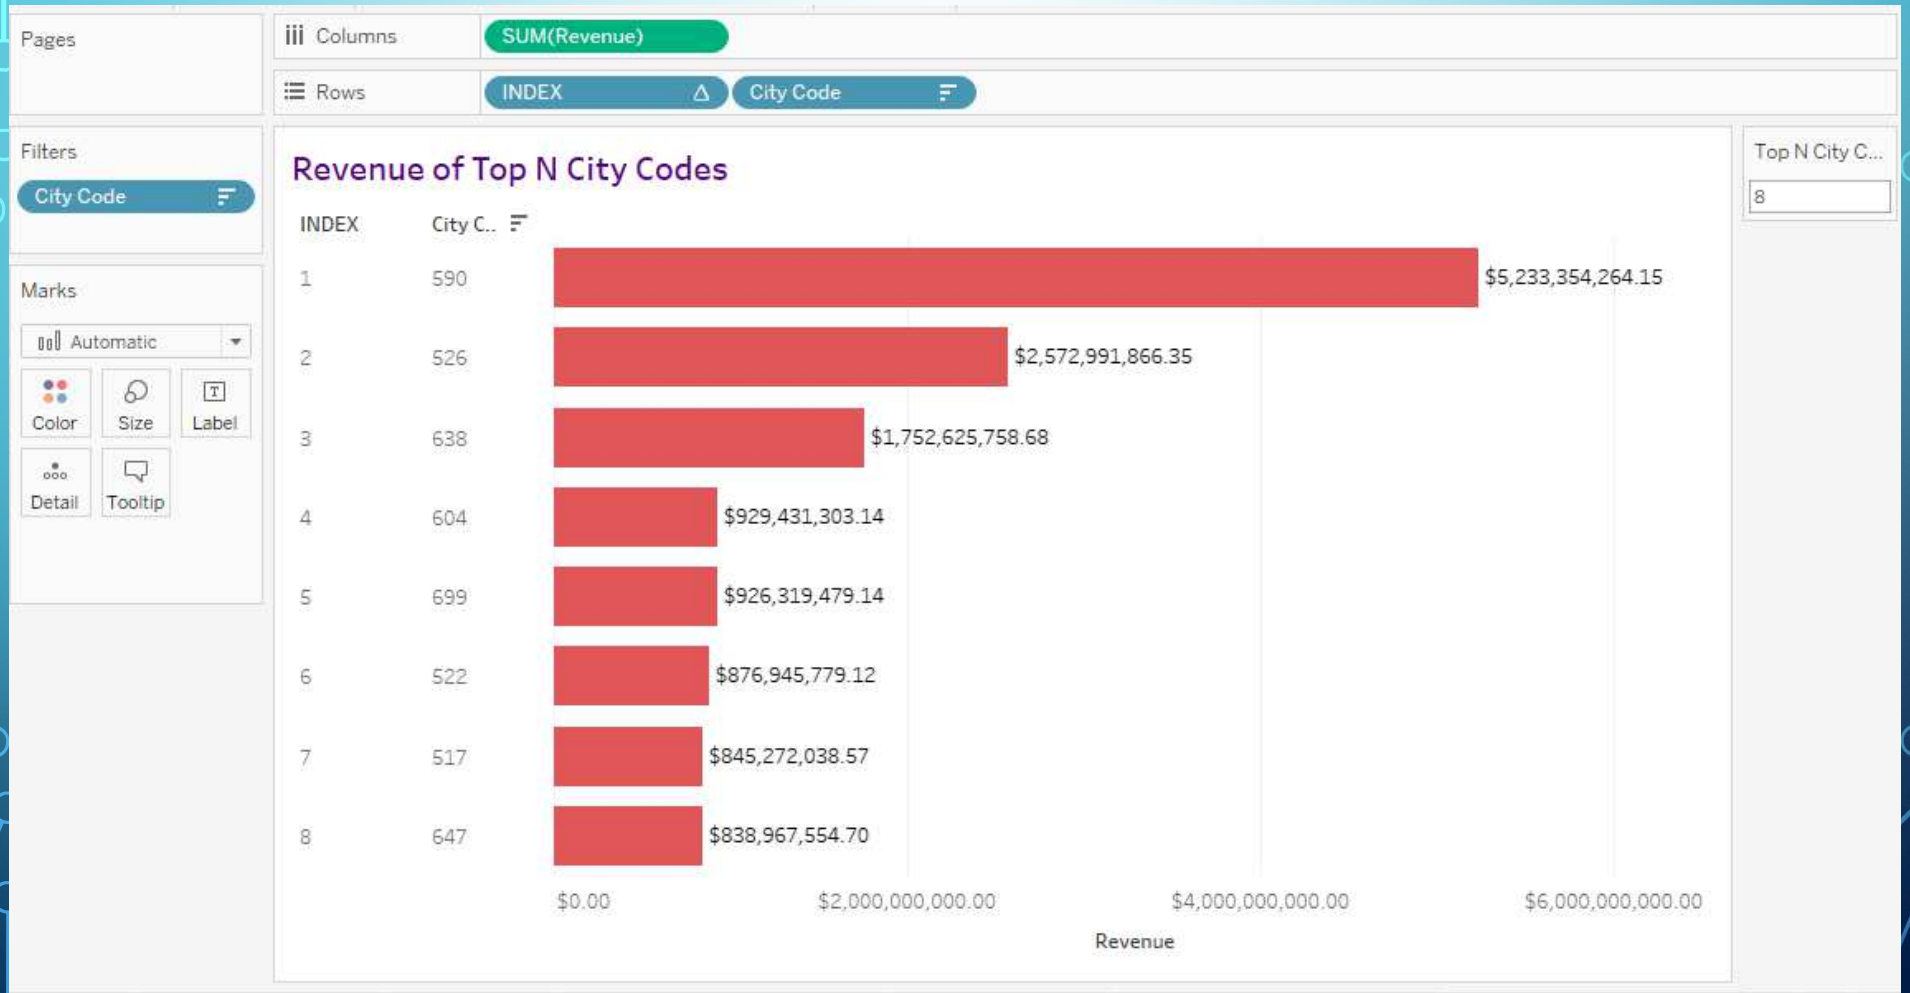 Pages
Columns SUM(Revenue)
Rows INDEX City Code
Filters
City Code
Marks
Automatic
Color Size Label
Detail Tooltip
Revenue of Top N City Codes
INDEX City C..
1 590 $5,233,354,264.15
2 526 $2,572,991,866.35
3 638 $1,752,625,758.68
4 604 $929,431,303.14
5 699 $926,319,479.14
6 522 $876,945,779.12
7 517 $845,272,038.57
8 647 $838,967,554.70
$0.00 $2,000,000,000.00 $4,000,000,000.00 $6,000,000,000.00
Revenue
Top N City C...
8